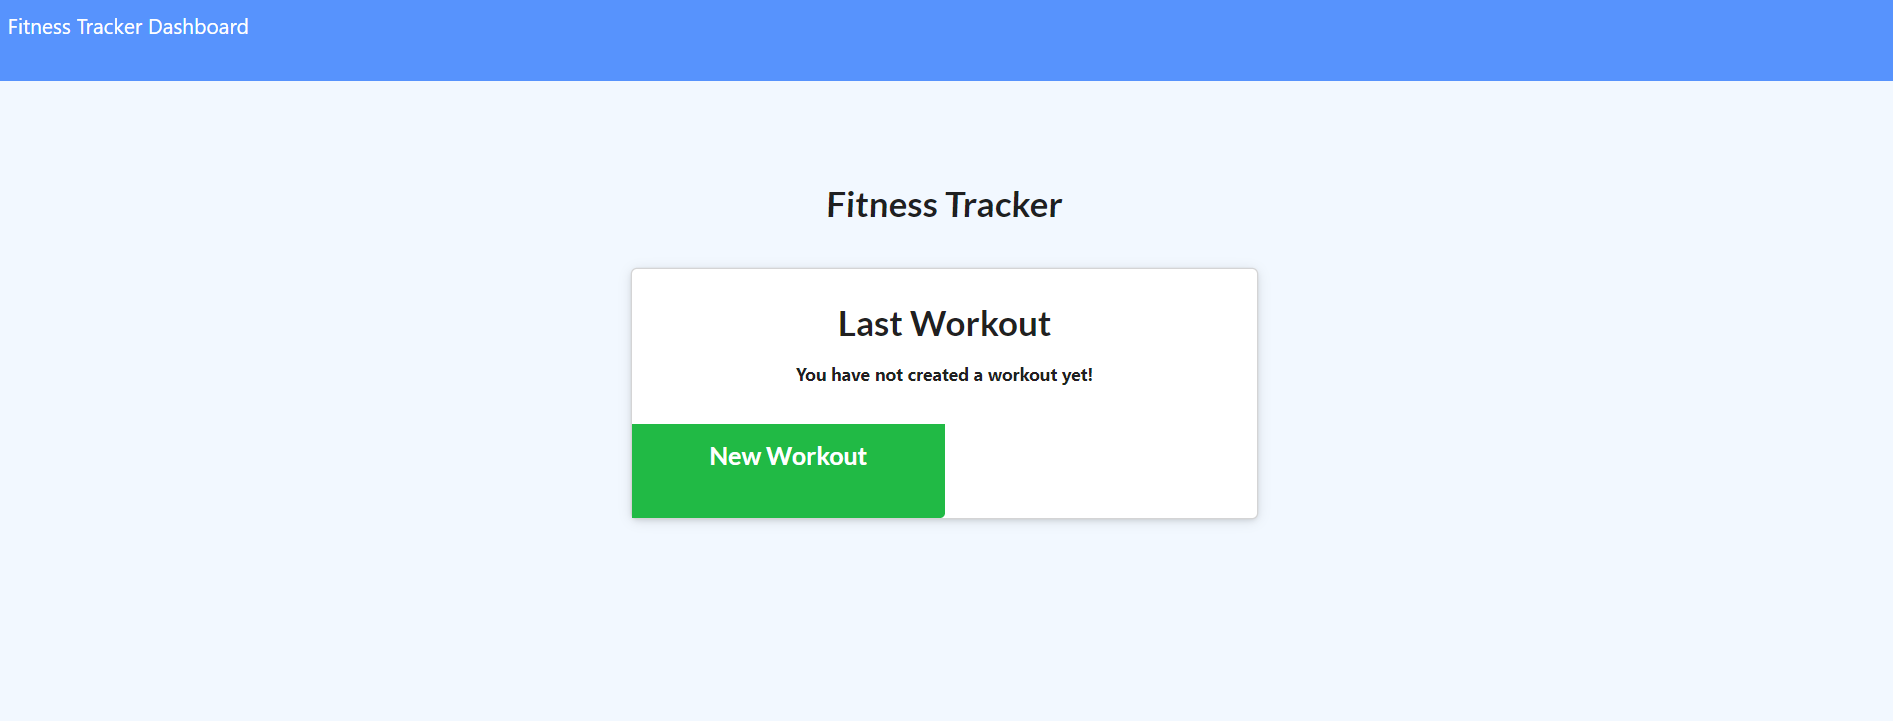 Fitness Tracker Dashboard
Fitness Tracker
Last Workout
You have not created a workout yet!
New Workout